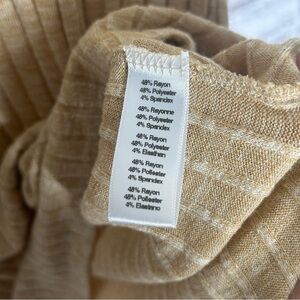 48% Rayon
48% Polyester
4% Spandex
48% Rayonne
48% Polyester
4% Spandex
48% Rayon
48% Polyester
4% Elasthan
48% Rayon
48% Poliester
4% Spandex
48% Rayon
48% Poliester
4% Elastano